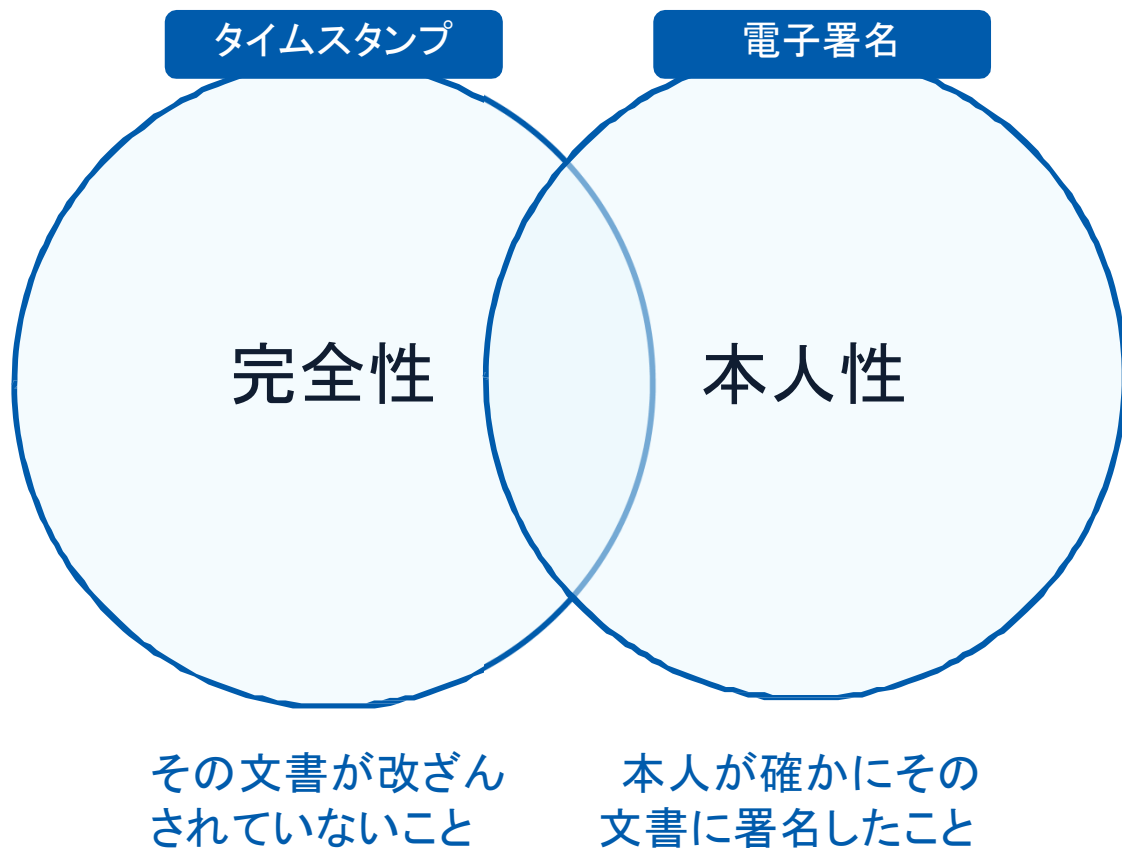 タイムスタンプ
電子署名
完全性
本人性
その文書が改ざん
されていないこと
本人が確かにその
文書に署名したこと